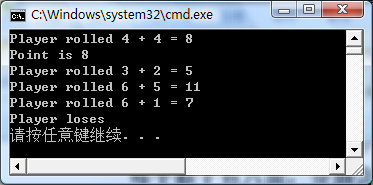 C:\Windows\system32\cmd.exe
Player rolled 4 + 4 = 8
Point is 8
Player rolled 3 + 2 = 5
Player rolled 6 + 5 = 11
Player rolled 6 + 1 = 7
Player loses
请按任意键继续. . .